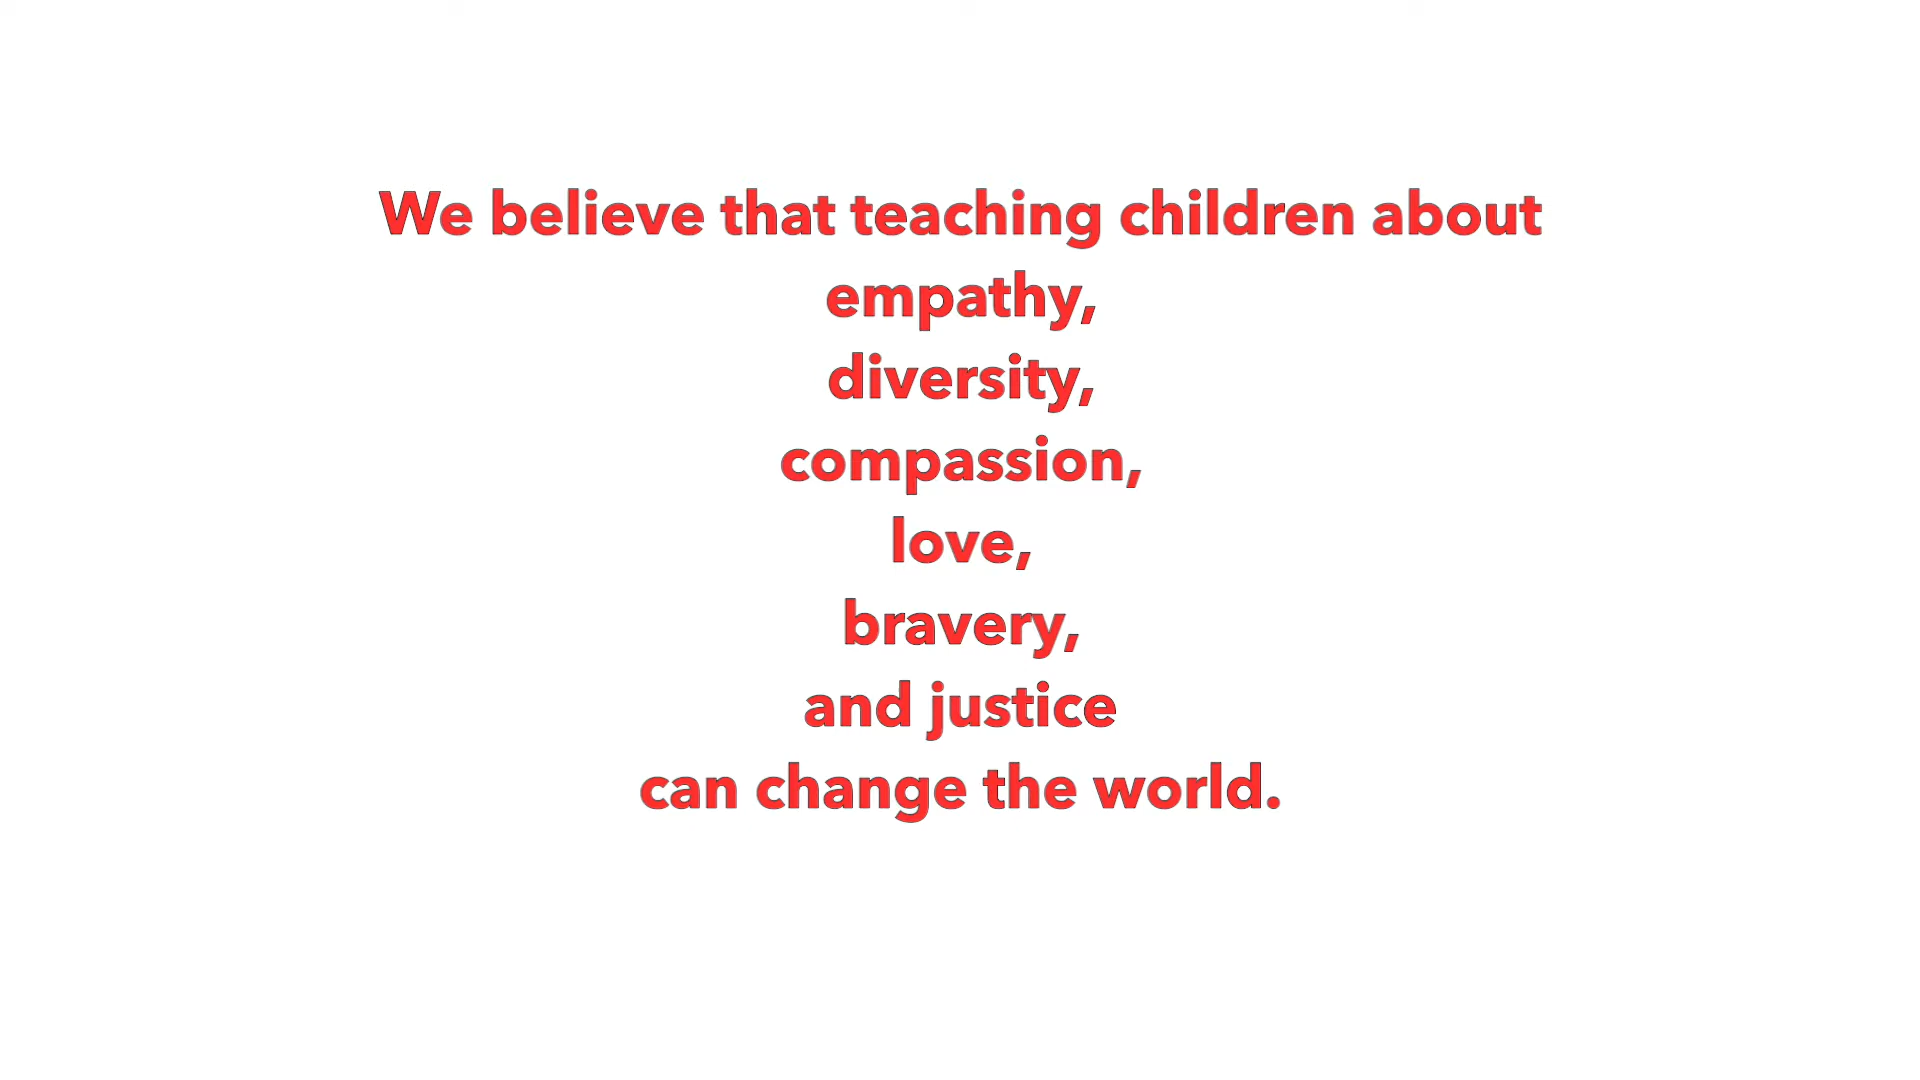 We believe that teaching children about
empathy,
diversity,
compassion,
love,
bravery,
and justice
can change the world.